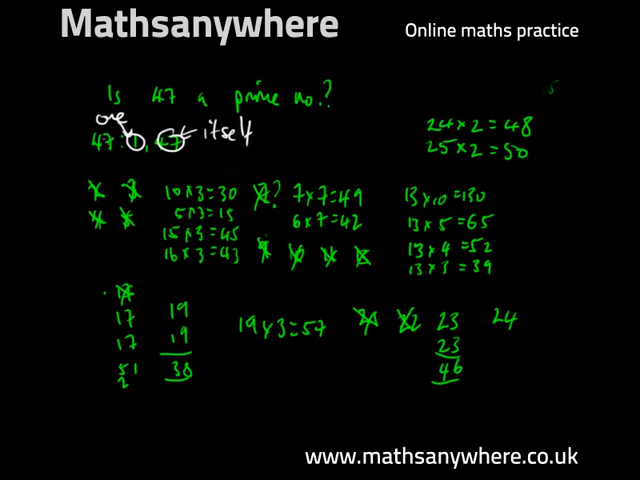 Mathsanywhere
Online maths practice
Is 47 a prime no.?
one
47 : 1, 47 ← itself
24 × 2 = 48
25 × 2 = 50
10 × 3 = 30
5 × 3 = 15
15 × 3 = 45
16 × 3 = 43
7?
7 × 7 = 49
6 × 7 = 42
13 × 10 = 130
13 × 5 = 65
13 × 4 = 52
13 × 3 = 39
17
17
51
2
19
19
38
19 × 3 = 57
23
23
46
24
www.mathsanywhere.co.uk